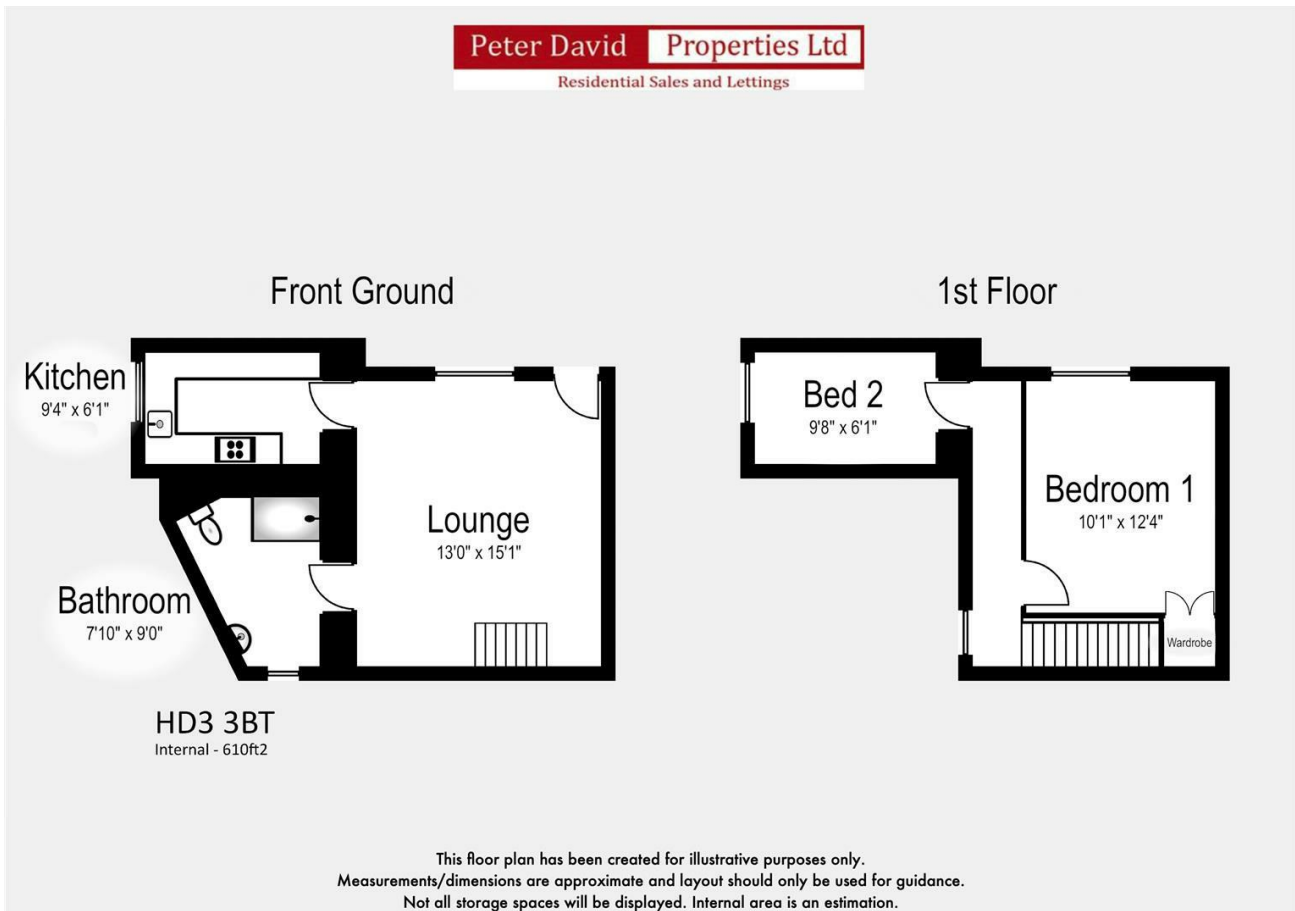 Peter David Properties Ltd
Residential Sales and Lettings
Front Ground
1st Floor
Kitchen
9'4" x 6'1"
Bed 2
9'8" x 6'1"
Lounge
13'0" x 15'1"
Bedroom 1
10'1" x 12'4"
Bathroom
7'10" x 9'0"
Wardrobe
HD3 3BT
Internal - 610ft2
This floor plan has been created for illustrative purposes only.
Measurements/dimensions are approximate and layout should only be used for guidance.
Not all storage spaces will be displayed. Internal area is an estimation.